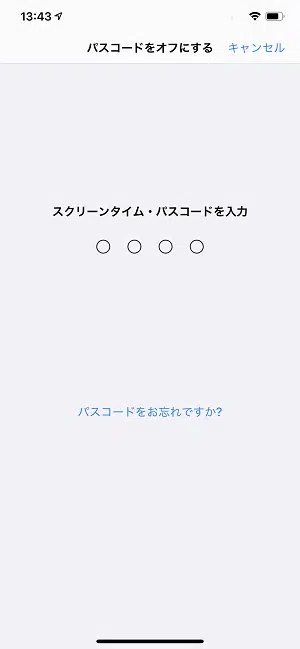 13:43
パスコードをオフにする キャンセル
スクリーンタイム・パスコードを入力
パスコードをお忘れですか?